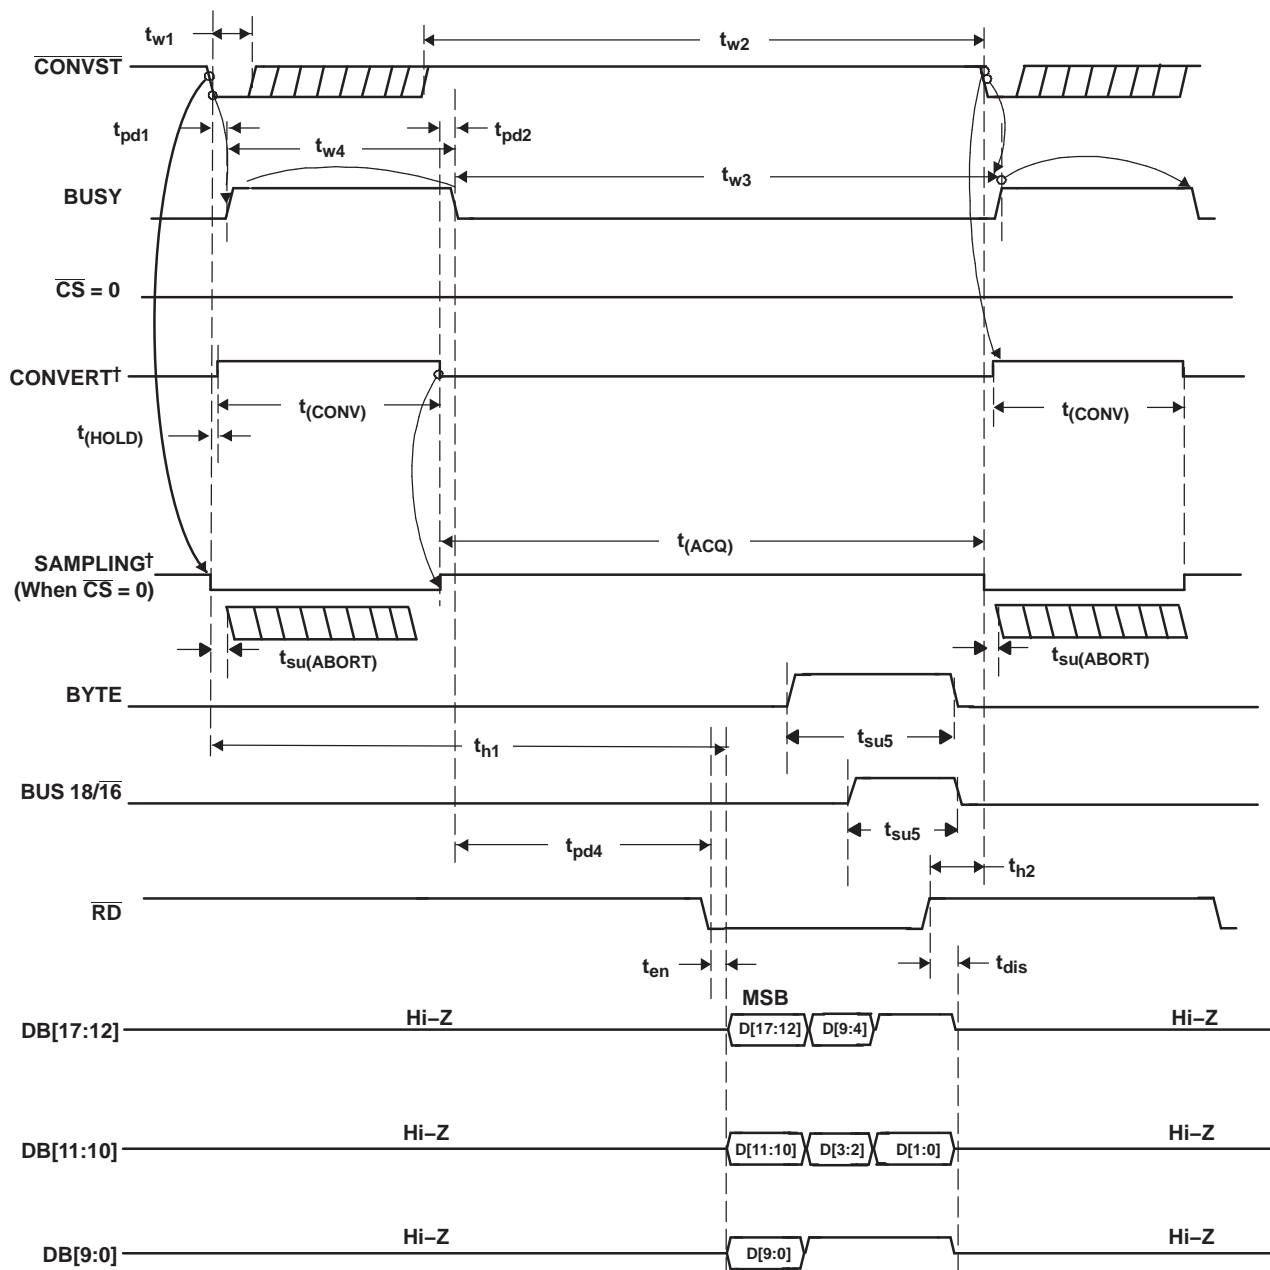 tw1
tw2
CONVST
tpd1
tw4
tpd2
tw3
BUSY
CS = 0
CONVERT†
t(CONV)
t(CONV)
t(HOLD)
t(ACQ)
SAMPLING†
(When CS = 0)
tsu(ABORT)
tsu(ABORT)
BYTE
th1
tsu5
BUS 18/16
tsu5
tpd4
th2
RD
ten
tdis
MSB
Hi–Z
Hi–Z
DB[17:12]
D[17:12]
D[9:4]
Hi–Z
Hi–Z
DB[11:10]
D[11:10]
D[3:2]
D[1:0]
Hi–Z
Hi–Z
DB[9:0]
D[9:0]